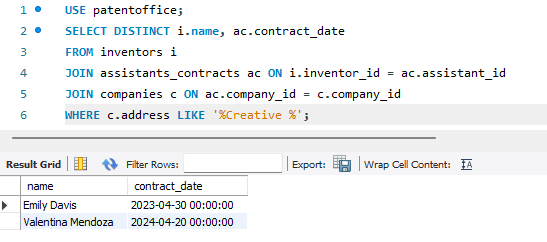 1 USE patentoffice;
2 SELECT DISTINCT i.name, ac.contract_date
3 FROM inventors i
4 JOIN assistants_contracts ac ON i.inventor_id = ac.assistant_id
5 JOIN companies c ON ac.company_id = c.company_id
6 WHERE c.address LIKE '%Creative %';
Result Grid Filter Rows: Export: Wrap Cell Content: IA
name contract_date
Emily Davis 2023-04-30 00:00:00
Valentina Mendoza 2024-04-20 00:00:00